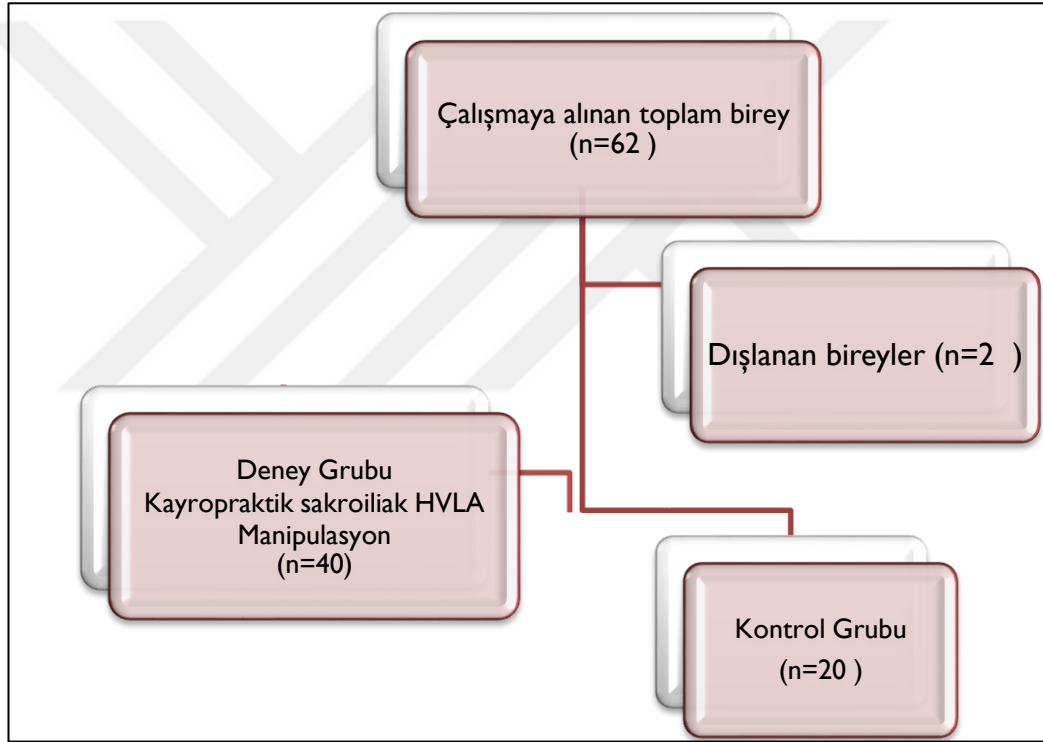 Çalışmaya alınan toplam birey
(n=62 )
Dışlanan bireyler (n=2 )
Deney Grubu
Kayropraktik sakroiliak HVLA
Manipulasyon
(n=40)
Kontrol Grubu
(n=20 )